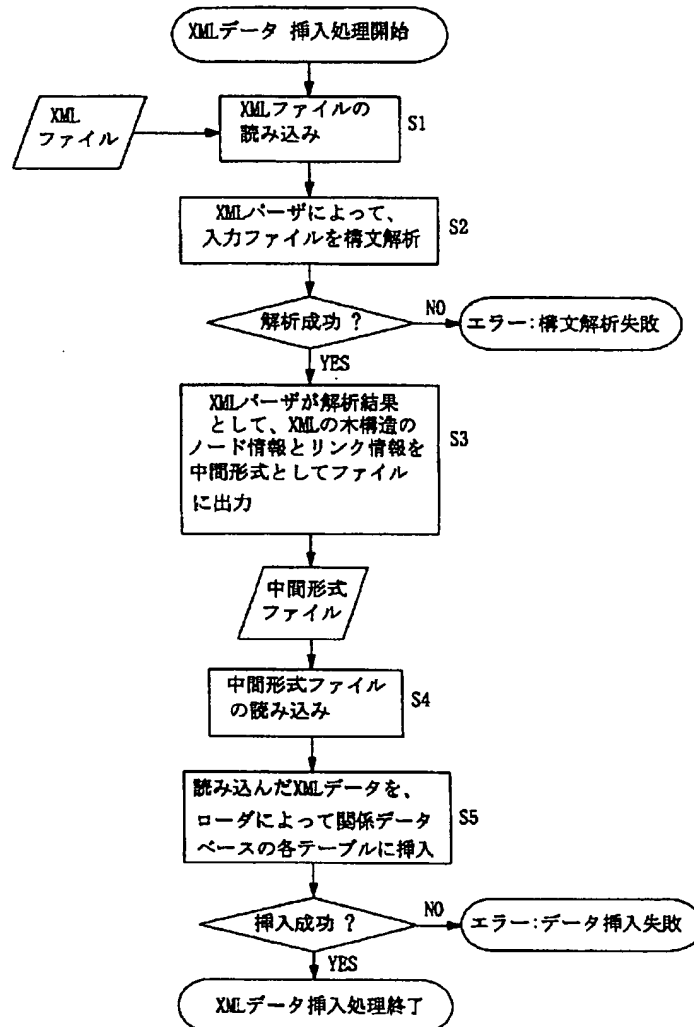 XMLデータ 挿入処理開始
XML
ファイル
XMLファイルの
読み込み
S1
XMLパーザによって、
入力ファイルを構文解析
S2
解析成功 ?
NO
エラー:構文解析失敗
YES
XMLパーザが解析結果
として、XMLの木構造の
ノード情報とリンク情報を
中間形式としてファイル
に出力
S3
中間形式
ファイル
中間形式ファイル
の読み込み
S4
読み込んだXMLデータを、
ローダによって関係データ
ベースの各テーブルに挿入
S5
挿入成功 ?
NO
エラー:データ挿入失敗
YES
XMLデータ挿入処理終了